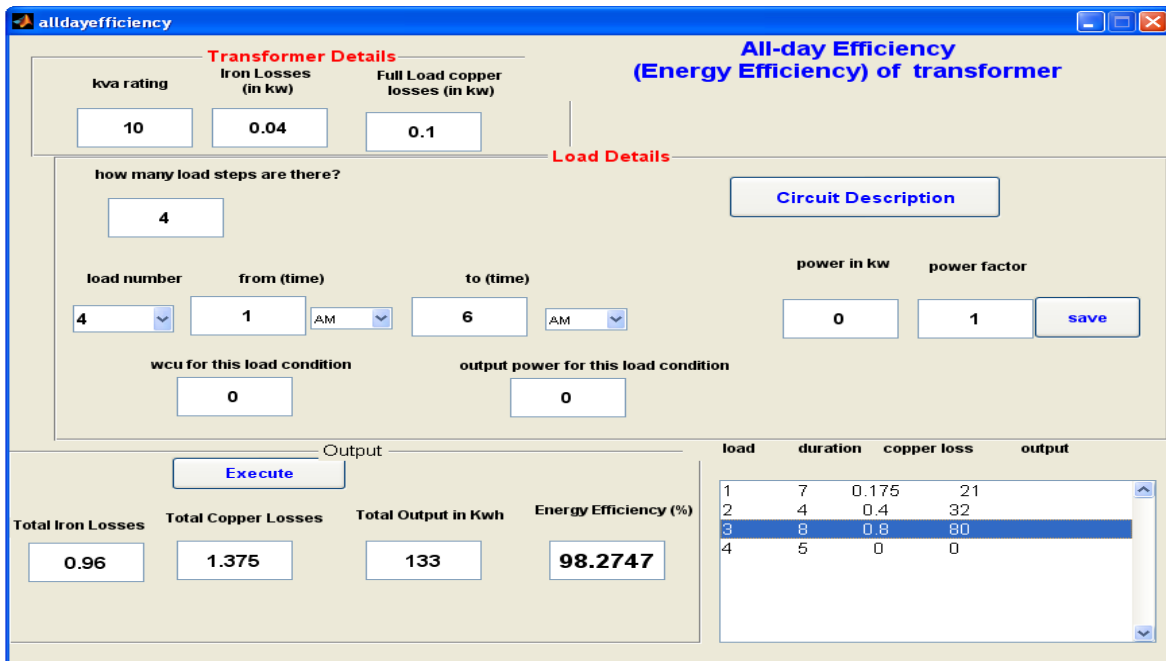 alldayefficiency
All-day Efficiency
(Energy Efficiency) of transformer
Transformer Details
kva rating
Iron Losses
(in kw)
Full Load copper
losses (in kw)
10 0.04 0.1
Load Details
how many load steps are there?
4
Circuit Description
load number from (time) to (time) power in kw power factor
4 1 AM 6 AM 0 1 save
wcu for this load condition output power for this load condition
0 0
Output
Execute
Total Iron Losses Total Copper Losses Total Output in Kwh Energy Efficiency (%)
0.96 1.375 133 98.2747
load duration copper loss output
1 7 0.175 21
2 4 0.4 32
3 8 0.8 80
4 5 0 0